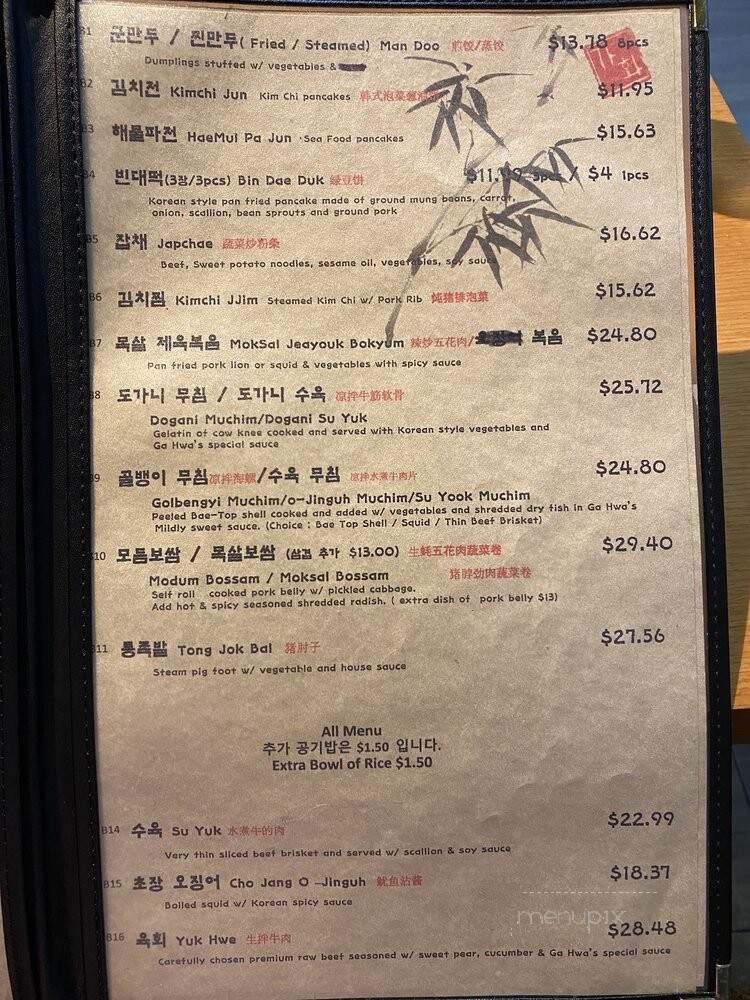 B1 군만두 / 찐만두( Fried / Steamed) Man Doo 煎饺/蒸饺 $13.78 8pcs
Dumplings stuffed w/ vegetables &
B2 김치전 Kimchi Jun Kim Chi pancakes 韩式泡菜 $11.95
B3 해물파전 HaeMul Pa Jun ·Sea Food pancakes $15.63
B4 빈대떡(3장/3pcs) Bin Dae Duk 绿豆饼 $11.99 3pcs / $4 1pcs
Korean style pan fried pancake made of ground mung beans, carrot,
onion, scallion, bean sprouts and ground pork
B5 잡채 Japchae 蔬菜炒粉条 $16.62
Beef, Sweet potato noodles, sesame oil, vegetables, soy sauce
B6 김치찜 Kimchi JJim Steamed Kim Chi w/ Pork Rib 炖猪排泡菜 $15.62
B7 목살 제육볶음 MokSal Jeayouk Bokyum 辣炒五花肉/ 볶음 $24.80
Pan fried pork lion or squid & vegetables with spicy sauce
B8 도가니 무침 / 도가니 수육 凉拌牛筋软骨 $25.72
Dogani Muchim/Dogani Su Yuk
Gelatin of cow knee cooked and served with Korean style vegetables and
Ga Hwa's special sauce
B9 골뱅이 무침凉拌海螺/수육 무침 凉拌水煮牛肉片 $24.80
Golbengyi Muchim/o-Jinguh Muchim/Su Yook Muchim
Peeled Bae-Top shell cooked and added w/ vegetables and shredded dry fish in Ga Hwa's
Mildly sweet sauce. (Choice : Bae Top Shell / Squid / Thin Beef Brisket)
B10 모듬보쌈 / 목살보쌈 (삼겹 추가 $13.00) 生蚝五花肉蔬菜卷 $29.40
Modum Bossam / Moksal Bossam 猪脖劲肉蔬菜卷
Self roll cooked pork belly w/ pickled cabbage.
Add hot & spicy seasoned shredded radish. ( extra dish of pork belly $13)
B11 통족발 Tong Jok Bal 猪肘子 $27.56
Steam pig foot w/ vegetable and house sauce
All Menu
추가 공기밥은 $1.50 입니다.
Extra Bowl of Rice $1.50
B14 수육 Su Yuk 水煮牛的肉 $22.99
Very thin sliced beef brisket and served w/ scallion & soy sauce
B15 초장 오징어 Cho Jang O –Jinguh 鱿鱼沾酱 $18.37
Boiled squid w/ Korean spicy sauce
menupix
B16 육회 Yuk Hwe 生拌牛肉 $28.48
Carefully chosen premium raw beef seasoned w/ sweet pear, cucumber & Ga Hwa's special sauce